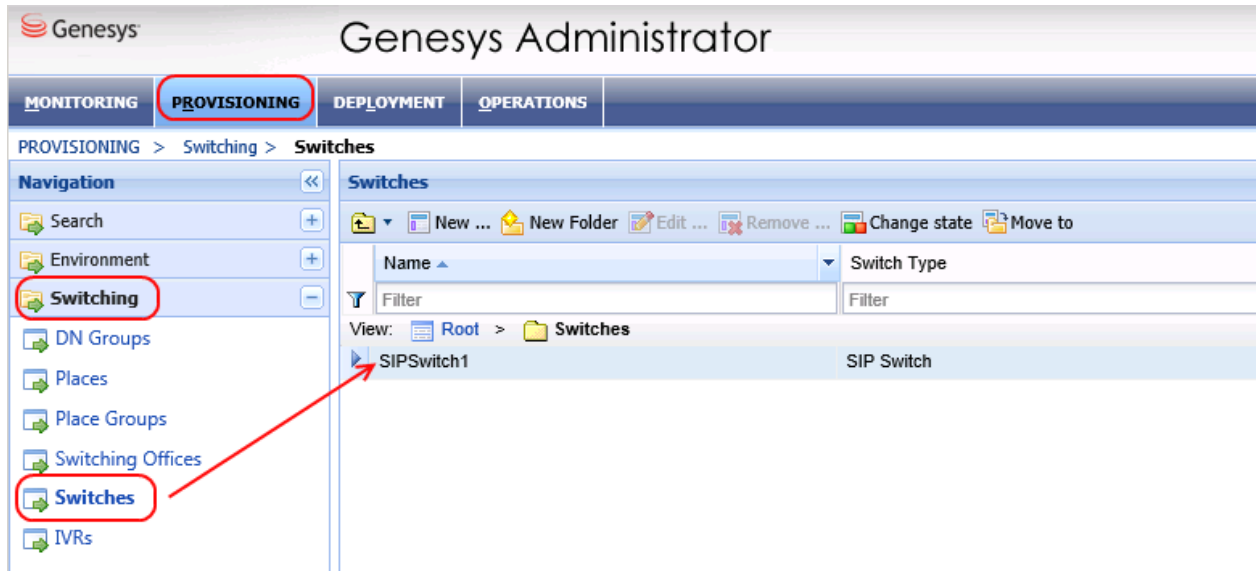 Genesys
Genesys Administrator
MONITORING PROVISIONING DEPLOYMENT OPERATIONS
PROVISIONING > Switching > Switches
Navigation
Switches
Search
New ... New Folder Edit ... Remove ... Change state Move to
Environment
Name Switch Type
Switching
Filter Filter
DN Groups
View: Root > Switches
Places
SIPSwitch1 SIP Switch
Place Groups
Switching Offices
Switches
IVRs